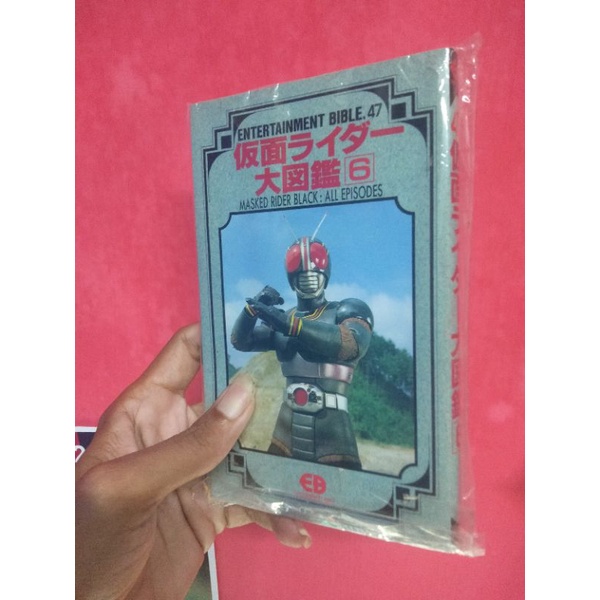 ENTERTAINMENT BIBLE.47
仮面ライダー
大図鑑 6
MASKED RIDER BLACK: ALL EPISODES
EB